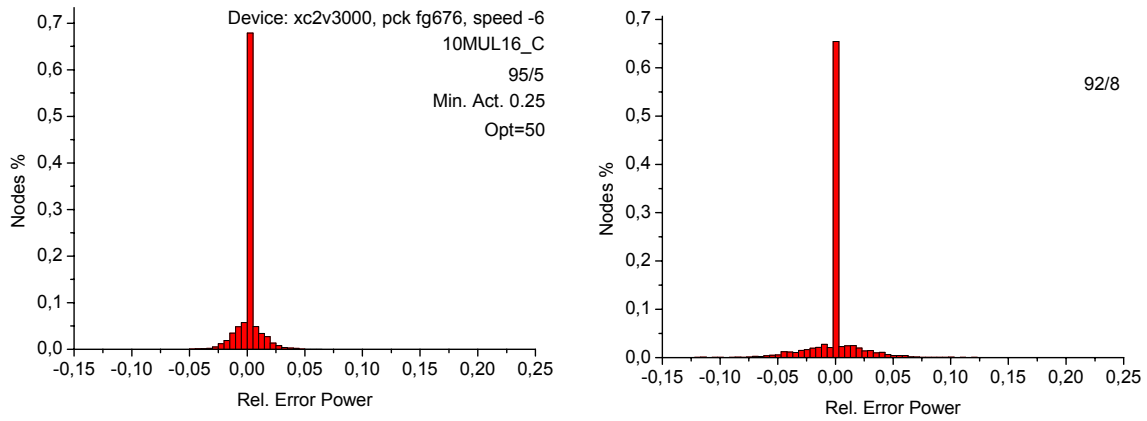 Device: xc2v3000, pck fg676, speed -6
10MUL16_C
95/5
Min. Act. 0.25
Opt=50
0,7
0,6
0,5
0,4
0,3
0,2
0,1
0,0
Nodes %
-0,15 -0,10 -0,05 0,00 0,05 0,10 0,15 0,20 0,25
Rel. Error Power
92/8
0,7
0,6
0,5
0,4
0,3
0,2
0,1
0,0
Nodes %
-0,15 -0,10 -0,05 0,00 0,05 0,10 0,15 0,20 0,25
Rel. Error Power